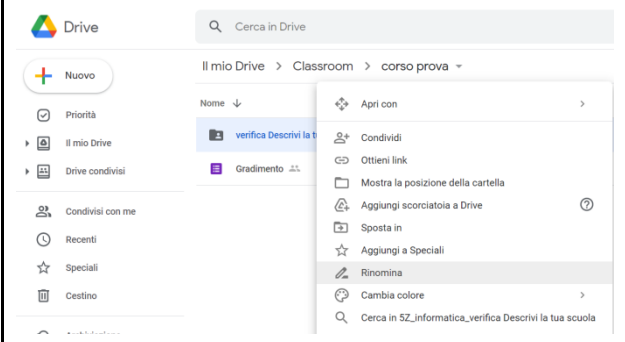 Drive
Cerca in Drive
Nuovo
Il mio Drive > Classroom > corso prova
Priorità
Il mio Drive
Drive condivisi
Condivisi con me
Recenti
Speciali
Cestino
Nome
verifica Descrivi la t
Gradimento
Apri con
Condividi
Ottieni link
Mostra la posizione della cartella
Aggiungi scorciatoia a Drive
Sposta in
Aggiungi a Speciali
Rinomina
Cambia colore
Cerca in 5Z_informatica_verifica Descrivi la tua scuola